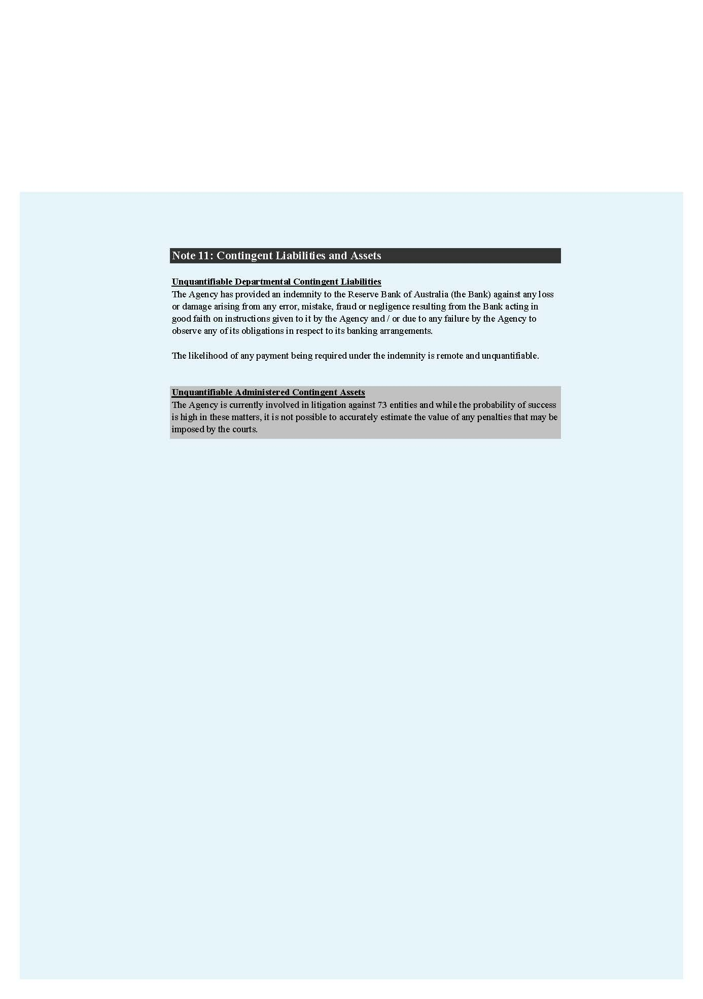 Note 11: Contingent Liabilities and Assets
Unquantifiable Departmental Contingent Liabilities
The Agency has provided an indemnity to the Reserve Bank of Australia (the Bank) against any loss
or damage arising from any error, mistake, fraud or negligence resulting from the Bank acting in
good faith on instructions given to it by the Agency and / or due to any failure by the Agency to
observe any of its obligations in respect to its banking arrangements.
The likelihood of any payment being required under the indemnity is remote and unquantifiable.
Unquantifiable Administered Contingent Assets
The Agency is currently involved in litigation against 73 entities and while the probability of success
is high in these matters, it is not possible to accurately estimate the value of any penalties that may be
imposed by the courts.